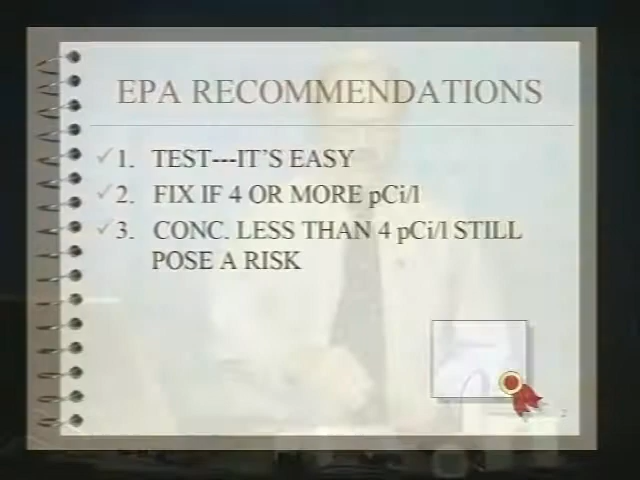 EPA RECOMMENDATIONS
1. TEST---IT'S EASY
2. FIX IF 4 OR MORE pCi/l
3. CONC. LESS THAN 4 pCi/l STILL
POSE A RISK
2